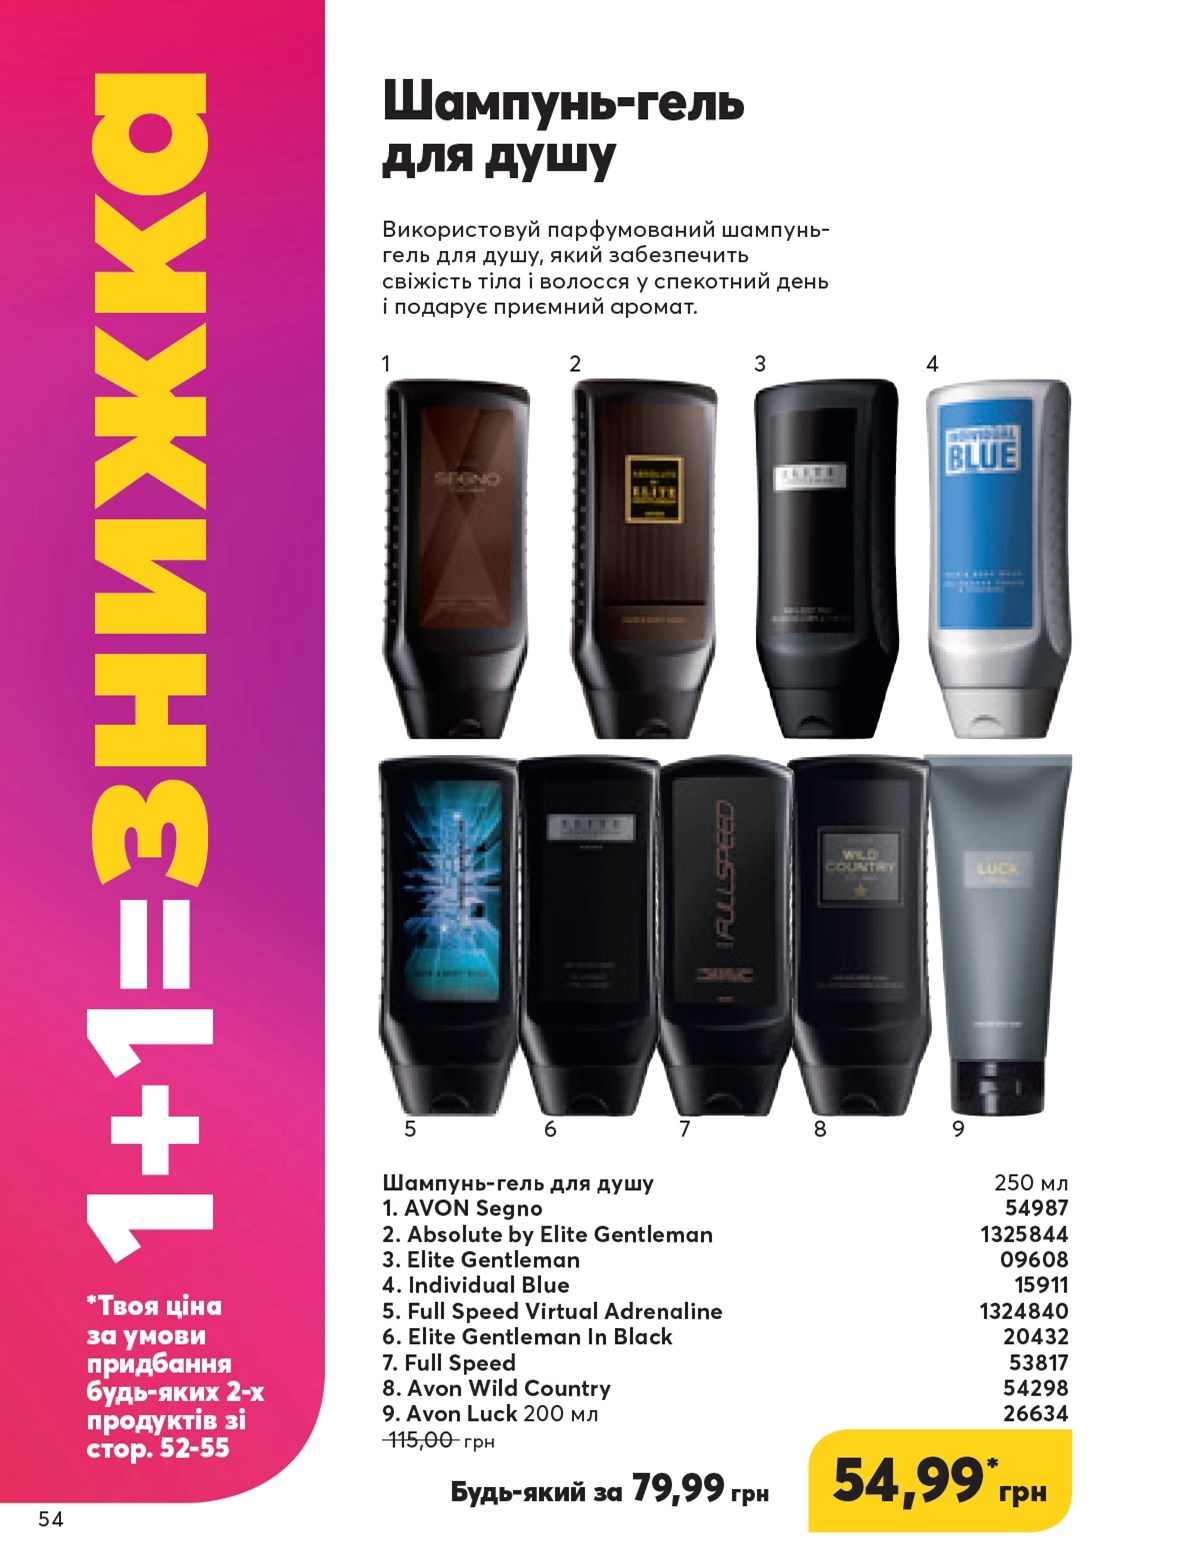 1+1=ЗНИЖКА
*Твоя ціна
за умови
придбання
будь-яких 2-х
продуктів зі
стор. 52-55
54
Шампунь-гель
для душу
Використовуй парфумований шампунь-
гель для душу, який забезпечить
свіжість тіла і волосся у спекотний день
і подарує приємний аромат.
1 2 3 4
SEGNO
ABSOLUTE
BY
ELITE
ELITE
INDIVIDUAL
BLUE
ELITE
FULL SPEED
WILD
COUNTRY
LUCK
5 6 7 8 9
Шампунь-гель для душу 250 мл
1. AVON Segno 54987
2. Absolute by Elite Gentleman 1325844
3. Elite Gentleman 09608
4. Individual Blue 15911
5. Full Speed Virtual Adrenaline 1324840
6. Elite Gentleman In Black 20432
7. Full Speed 53817
8. Avon Wild Country 54298
9. Avon Luck 200 мл 26634
115,00 грн
Будь-який за 79,99 грн
54,99* грн